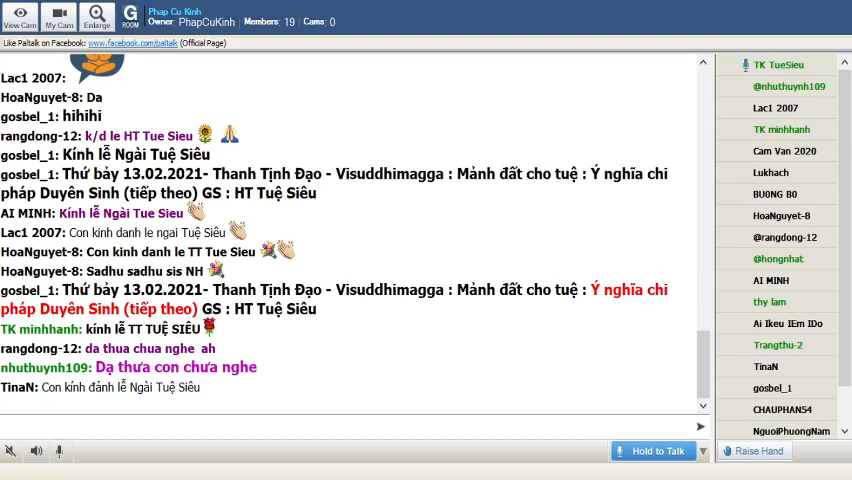 Phap Cu Kinh
Owner: PhapCuKinh Members: 19 Cams: 0
View Cam
My Cam
Enlarge
G
ROOM
Like Paltalk on Facebook: www.facebook.com/paltalk (Official Page)
Lac1 2007:
HoaNguyet-8: Da
gosbel_1: hihihi
rangdong-12: k/d le HT Tue Sieu
gosbel_1: Kính lễ Ngài Tuệ Siêu
gosbel_1: Thứ bảy 13.02.2021- Thanh Tịnh Đạo - Visuddhimagga : Mảnh đất cho tuệ : Ý nghĩa chi
pháp Duyên Sinh (tiếp theo) GS : HT Tuệ Siêu
AI MINH: Kính lễ Ngài Tue Sieu
Lac1 2007: Con kinh danh le ngai Tuệ Siêu
HoaNguyet-8: Con kinh danh le TT Tue Sieu
HoaNguyet-8: Sadhu sadhu sis NH
gosbel_1: Thứ bảy 13.02.2021- Thanh Tịnh Đạo - Visuddhimagga : Mảnh đất cho tuệ : Ý nghĩa chi
pháp Duyên Sinh (tiếp theo) GS : HT Tuệ Siêu
TK minhhanh: kính lễ TT TUỆ SIÊU
rangdong-12: da thua chua nghe ah
nhuthuynh109: Dạ thưa con chưa nghe
TinaN: Con kính đảnh lễ Ngài Tuệ Siêu
TK TueSieu
@nhuthuynh109
Lac1 2007
TK minhhanh
Cam Van 2020
Lukhach
BU0NG B0
HoaNguyet-8
@rangdong-12
@hongnhat
AI MINH
thy lam
Ai Ikeu IEm IDo
Trangthu-2
TinaN
gosbel_1
CHAUPHAN54
NguoiPhuongNam
Hold to Talk
Raise Hand